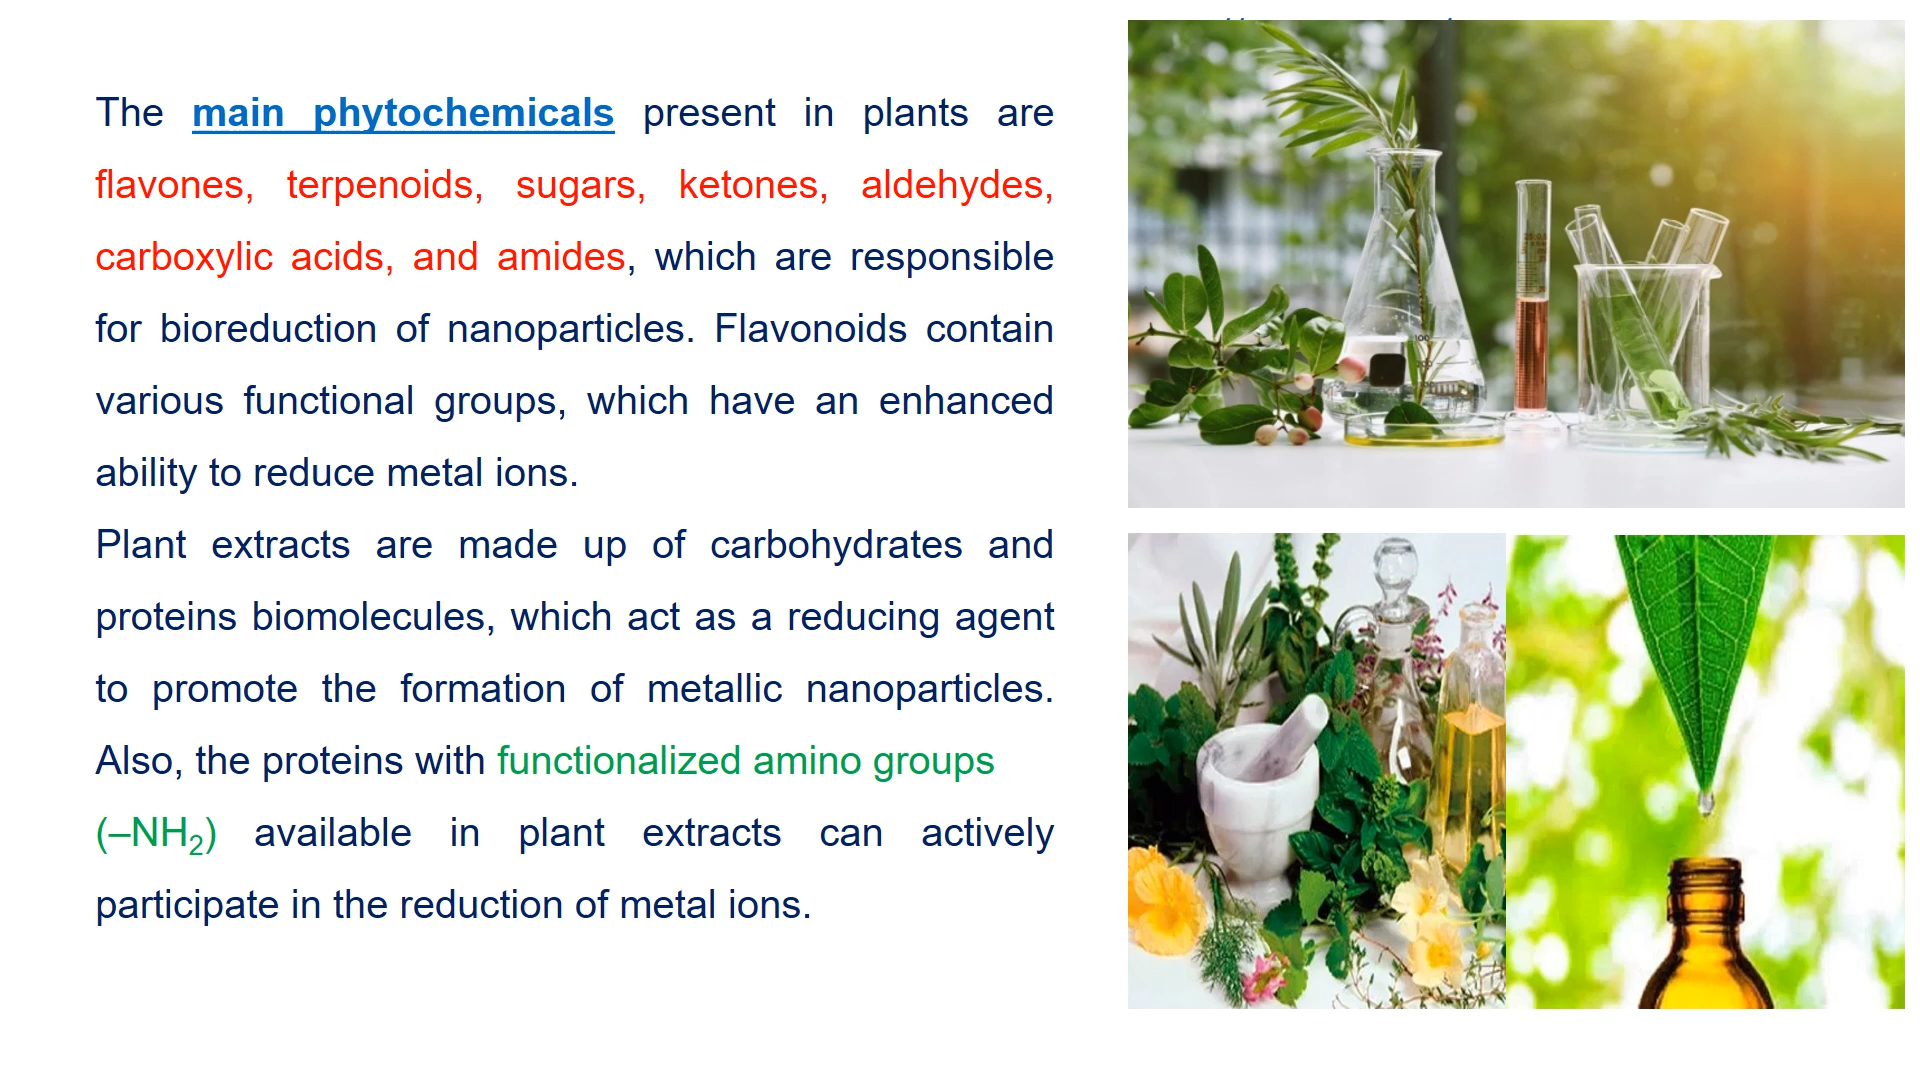 The main phytochemicals present in plants are
flavones, terpenoids, sugars, ketones, aldehydes,
carboxylic acids, and amides, which are responsible
for bioreduction of nanoparticles. Flavonoids contain
various functional groups, which have an enhanced
ability to reduce metal ions.
Plant extracts are made up of carbohydrates and
proteins biomolecules, which act as a reducing agent
to promote the formation of metallic nanoparticles.
Also, the proteins with functionalized amino groups
(–NH₂) available in plant extracts can actively
participate in the reduction of metal ions.